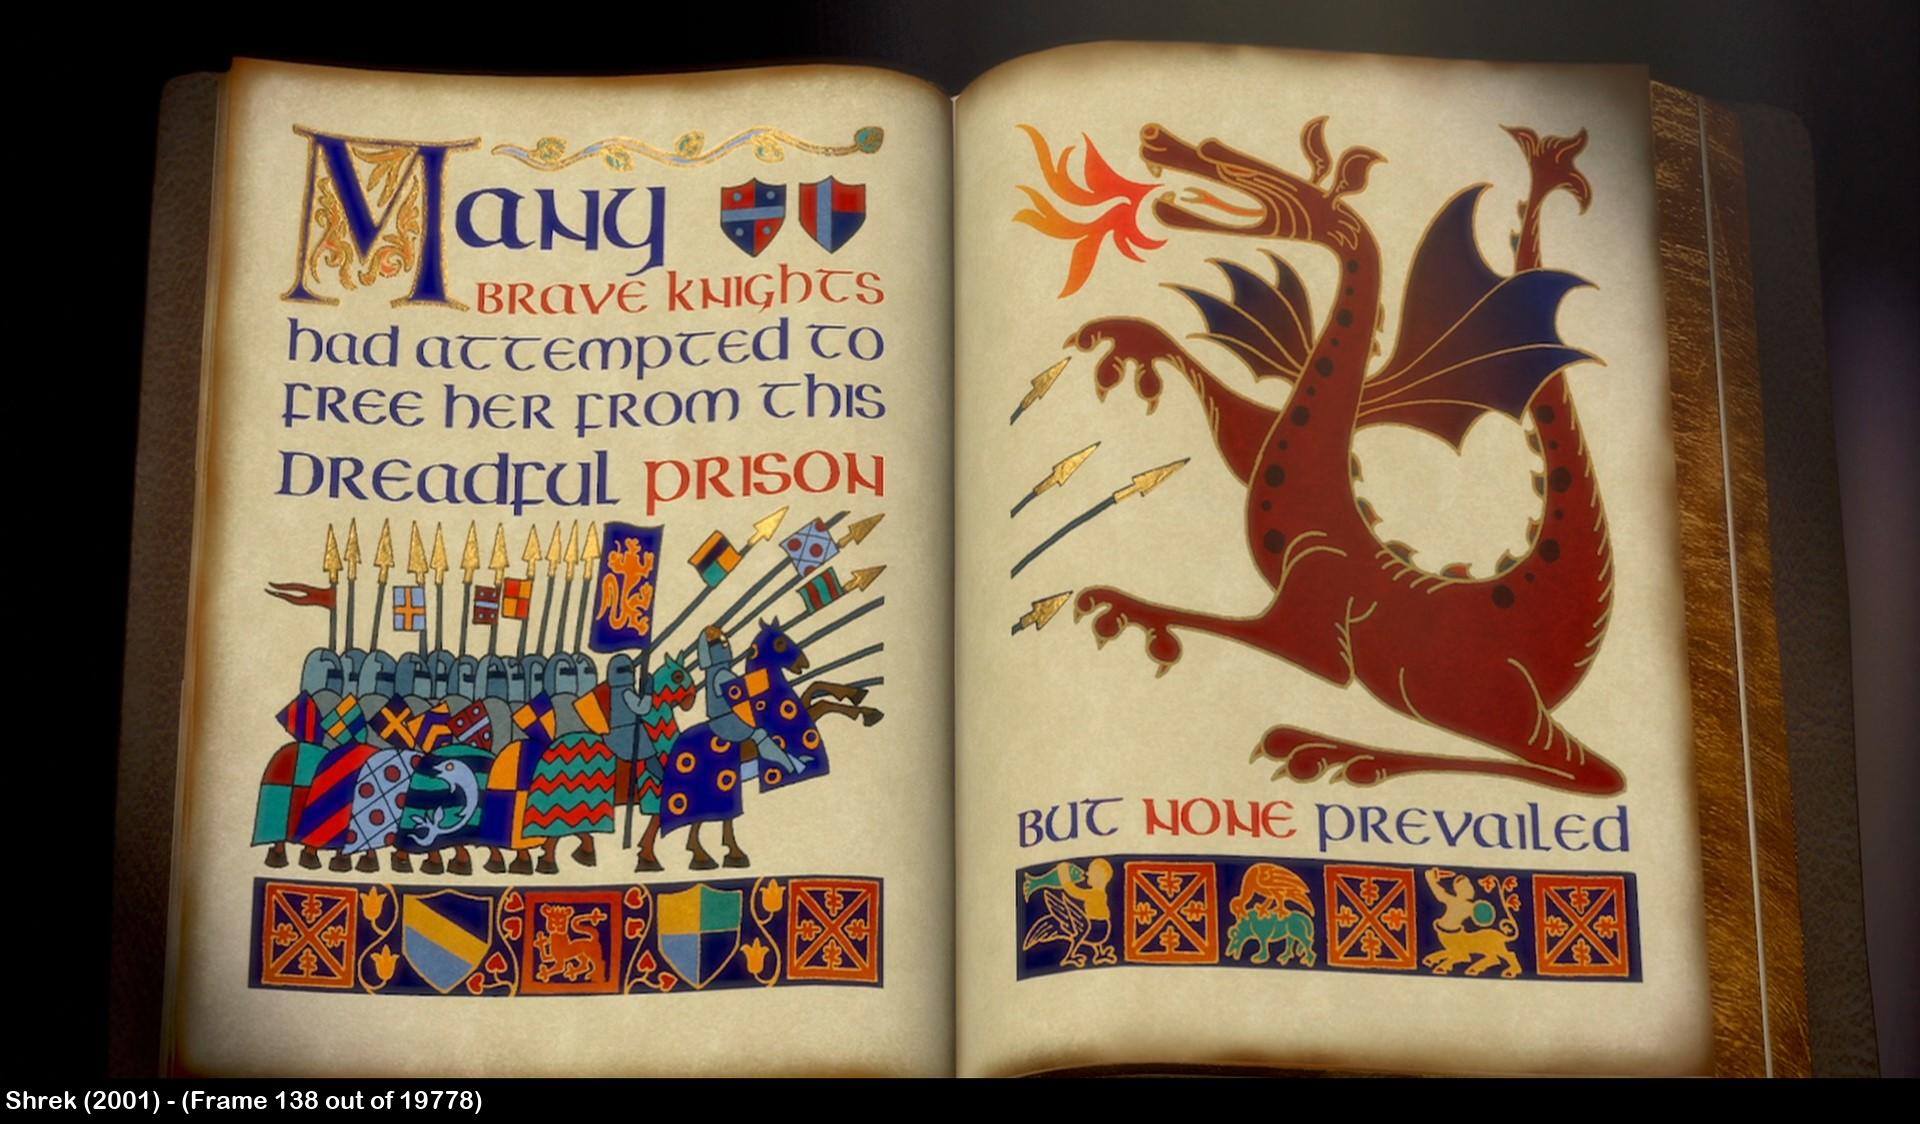 Many
BRAVE KNIGHTS
had attempted to
FREE HER FROM THIS
DREADFUL PRISON
BUT NONE PREVAILED
Shrek (2001) - (Frame 138 out of 19778)